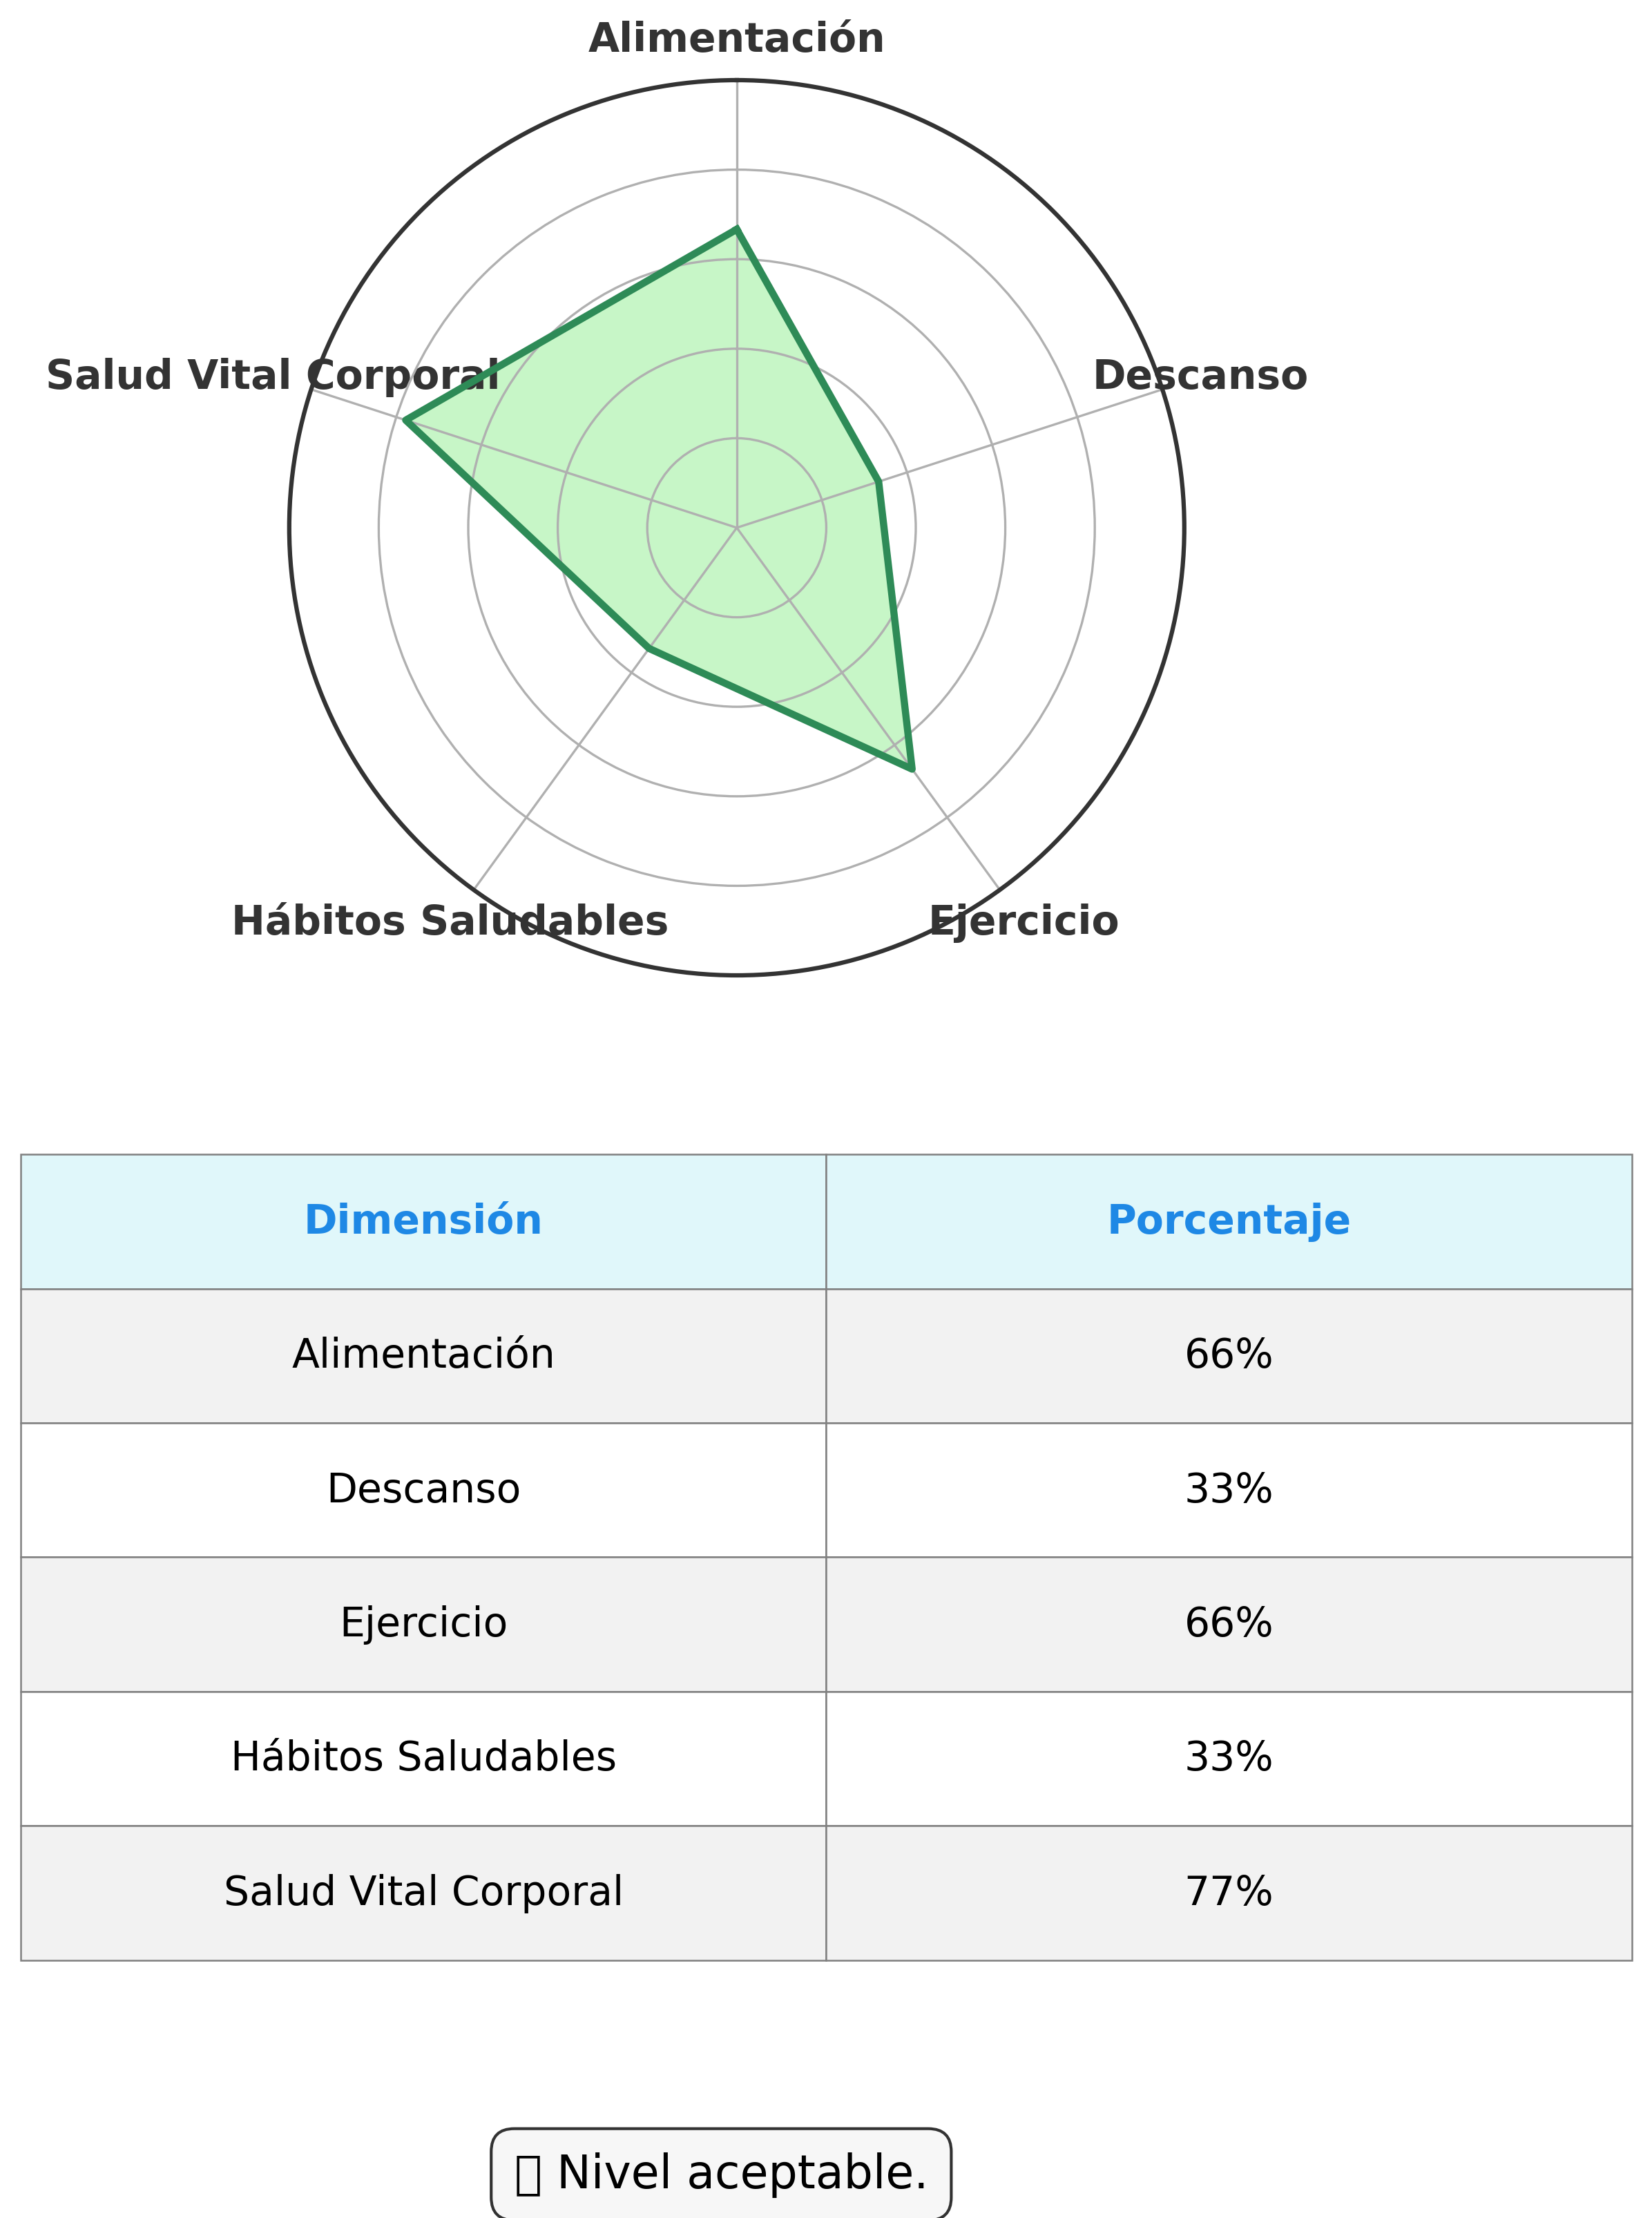 Alimentación
Salud Vital Corporal
Descanso
Hábitos Saludables
Ejercicio
Dimensión Porcentaje
Alimentación 66%
Descanso 33%
Ejercicio 66%
Hábitos Saludables 33%
Salud Vital Corporal 77%
Nivel aceptable.